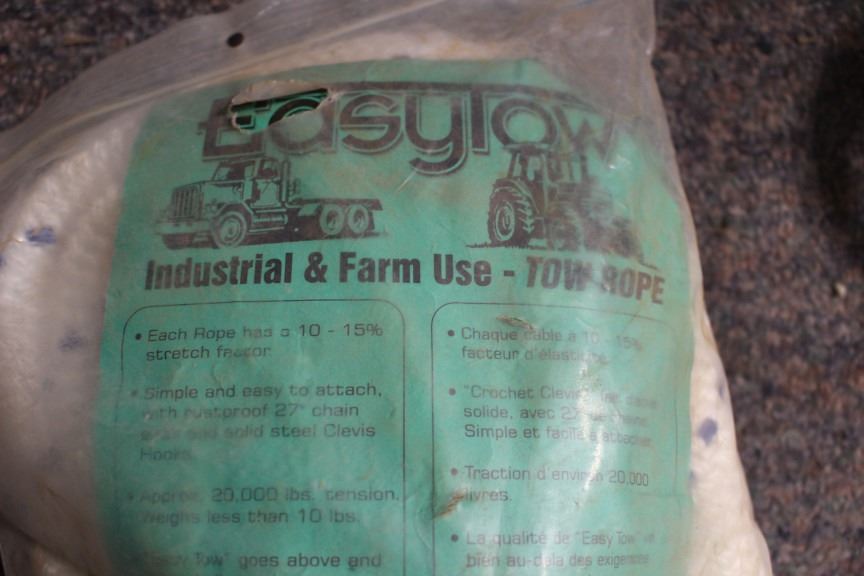 EasyTow
Industrial & Farm Use - TOW ROPE
• Each Rope has a 10 - 15%
stretch factor
• Simple and easy to attach,
with rustproof 27" chain
and solid steel Clevis
Hooks.
• Approx. 20,000 lbs. tension.
Weighs less than 10 lbs.
"Easy Tow" goes above and
• Chaque cable a 10 - 15%
facteur d'élasticité
• "Crochet Clevis"
solide, avec 27"
Simple et facile à attacher
• Traction d'environ 20,000
livres.
• La qualité de "Easy Tow"
bien au-dela des exigences